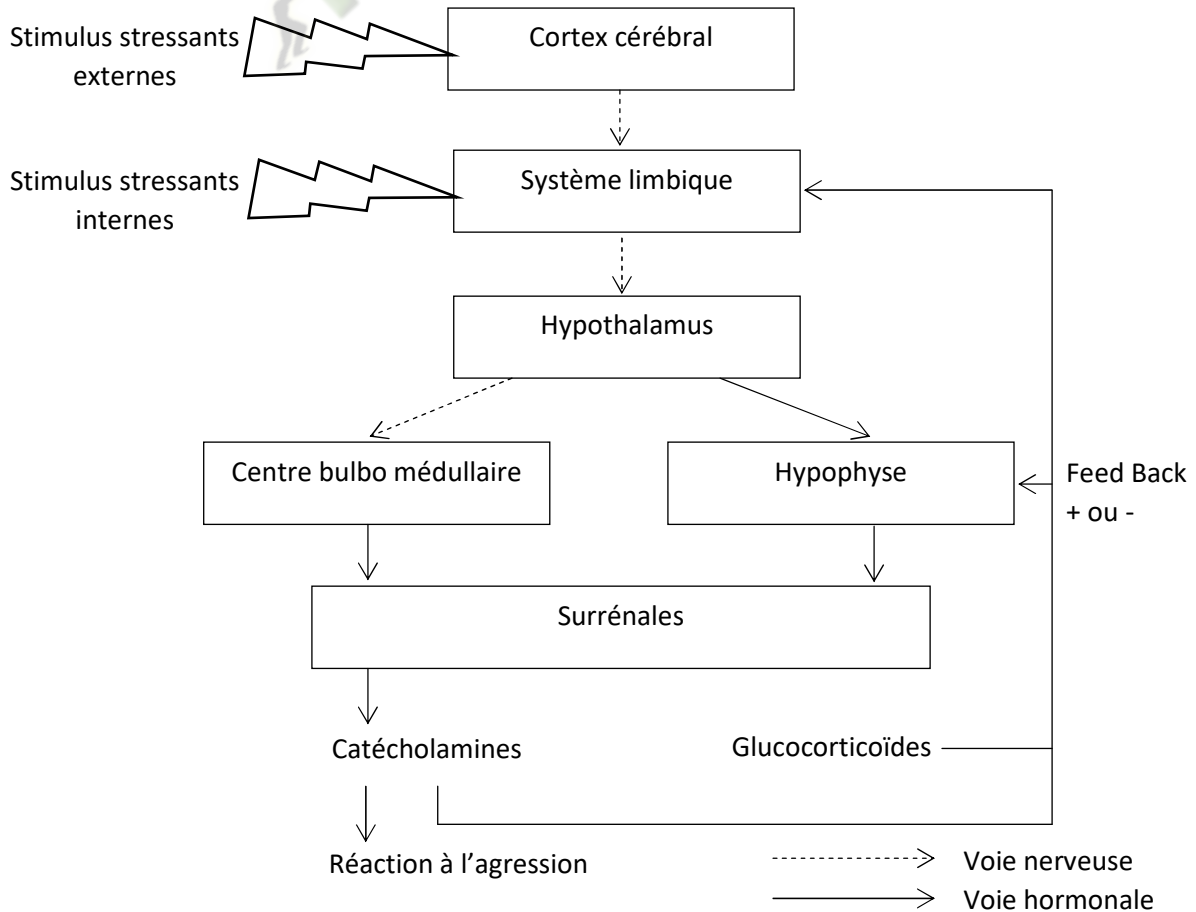 Stimulus stressants
externes
Cortex cérébral
Stimulus stressants
internes
Système limbique
Hypothalamus
Centre bulbo médullaire
Hypophyse
Feed Back
+ ou -
Surrénales
Catécholamines
Glucocorticoïdes
Réaction à l’agression
Voie nerveuse
Voie hormonale